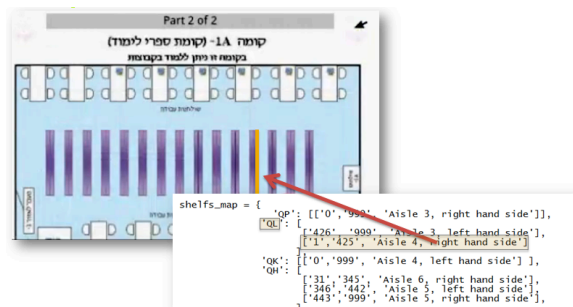 Part 2 of 2
קומה 1A- (קומת ספרי לימוד)
בקומה זו ניתן ללמוד בקבוצות
שולחנות עבודה
shelfs_map = {
'QP': [['0','999', 'Aisle 3, right hand side']],
'QL': [
['426', '999', 'Aisle 3, left hand side'],
['1','425', 'Aisle 4, right hand side']
],
'QK': [['0','999', 'Aisle 4, left hand side'] ],
'QH': [
['31','345', 'Aisle 6, right hand side'],
['346','442', 'Aisle 5, left hand side'],
['443','999', 'Aisle 5, right hand side'],